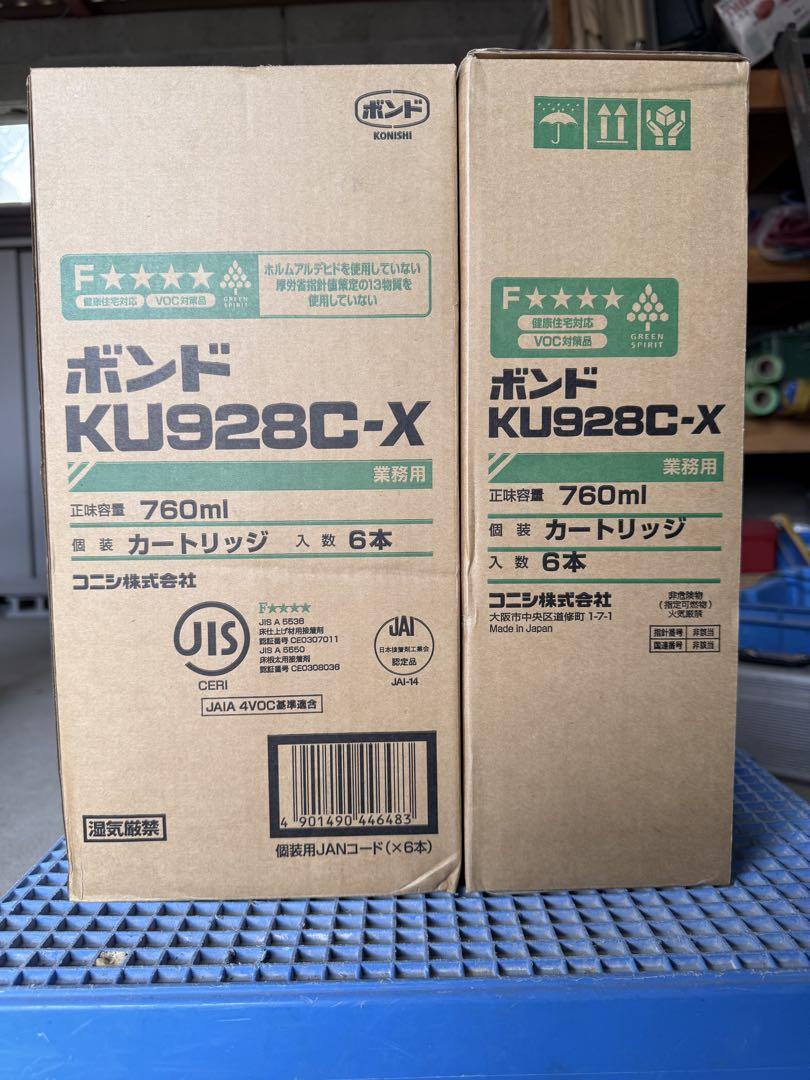 ボンド
KONISHI
F★★★★
健康住宅対応
VOC対策品
GREEN
SPIRIT
ホルムアルデヒドを使用していない
厚労省指針値策定の13物質を
使用していない
ボンド
KU928C-X
業務用
正味容量 760ml
個装 カートリッジ 入数 6本
コニシ株式会社
JIS
CERI
F★★★★
JIS A 5536
床仕上げ材用接着剤
認証番号 CE0307011
JIS A 5550
床根太用接着剤
認証番号 CE0308036
JAI
日本接着剤工業会
認定品
JAI-14
JAIA 4VOC基準適合
湿気厳禁
4 901490 446483
個装用JANコード(×6本)
F★★★★
健康住宅対応
VOC対策品
GREEN
SPIRIT
ボンド
KU928C-X
業務用
正味容量 760ml
個装 カートリッジ
入数 6本
コニシ株式会社
大阪市中央区道修町 1-7-1
Made in Japan
非危険物
(指定可燃物)
火気厳禁
指針番号 非該当
国連番号 非該当